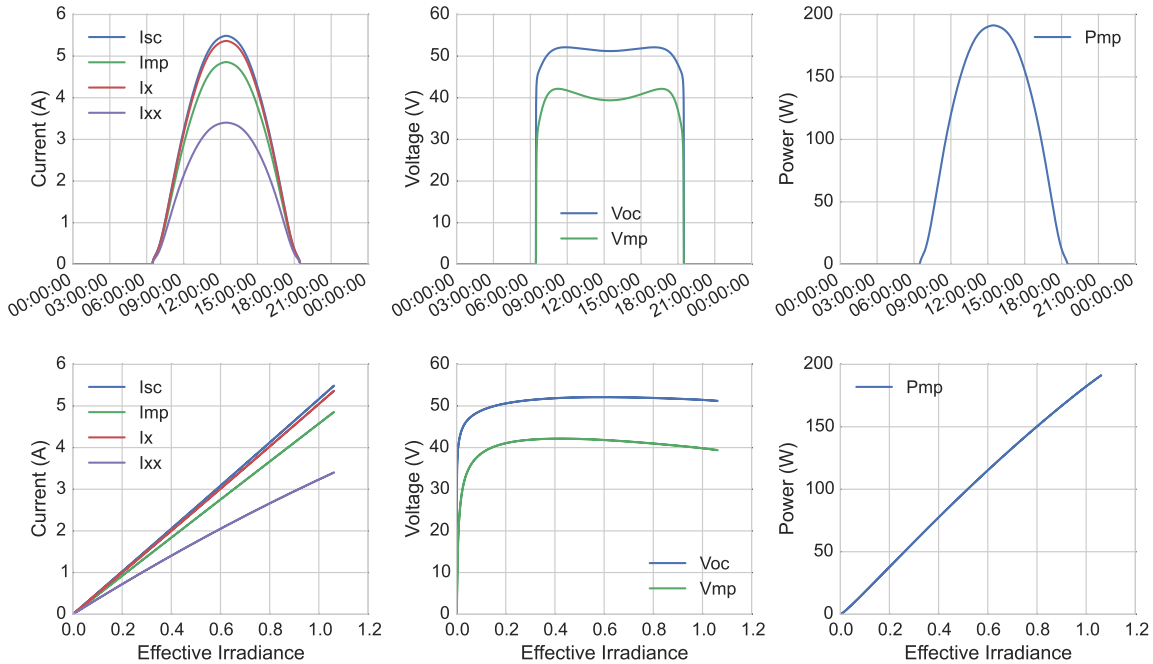 6
5
4
3
2
1
0
Current (A)
Isc
Imp
Ix
Ixx
00:00:00
03:00:00
06:00:00
09:00:00
12:00:00
15:00:00
18:00:00
21:00:00
00:00:00
60
50
40
30
20
10
0
Voltage (V)
Voc
Vmp
00:00:00
03:00:00
06:00:00
09:00:00
12:00:00
15:00:00
18:00:00
21:00:00
00:00:00
200
150
100
50
0
Power (W)
Pmp
00:00:00
03:00:00
06:00:00
09:00:00
12:00:00
15:00:00
18:00:00
21:00:00
00:00:00
6
5
4
3
2
1
0
Current (A)
Isc
Imp
Ix
Ixx
0.0 0.2 0.4 0.6 0.8 1.0 1.2
Effective Irradiance
60
50
40
30
20
10
0
Voltage (V)
Voc
Vmp
0.0 0.2 0.4 0.6 0.8 1.0 1.2
Effective Irradiance
200
150
100
50
0
Power (W)
Pmp
0.0 0.2 0.4 0.6 0.8 1.0 1.2
Effective Irradiance